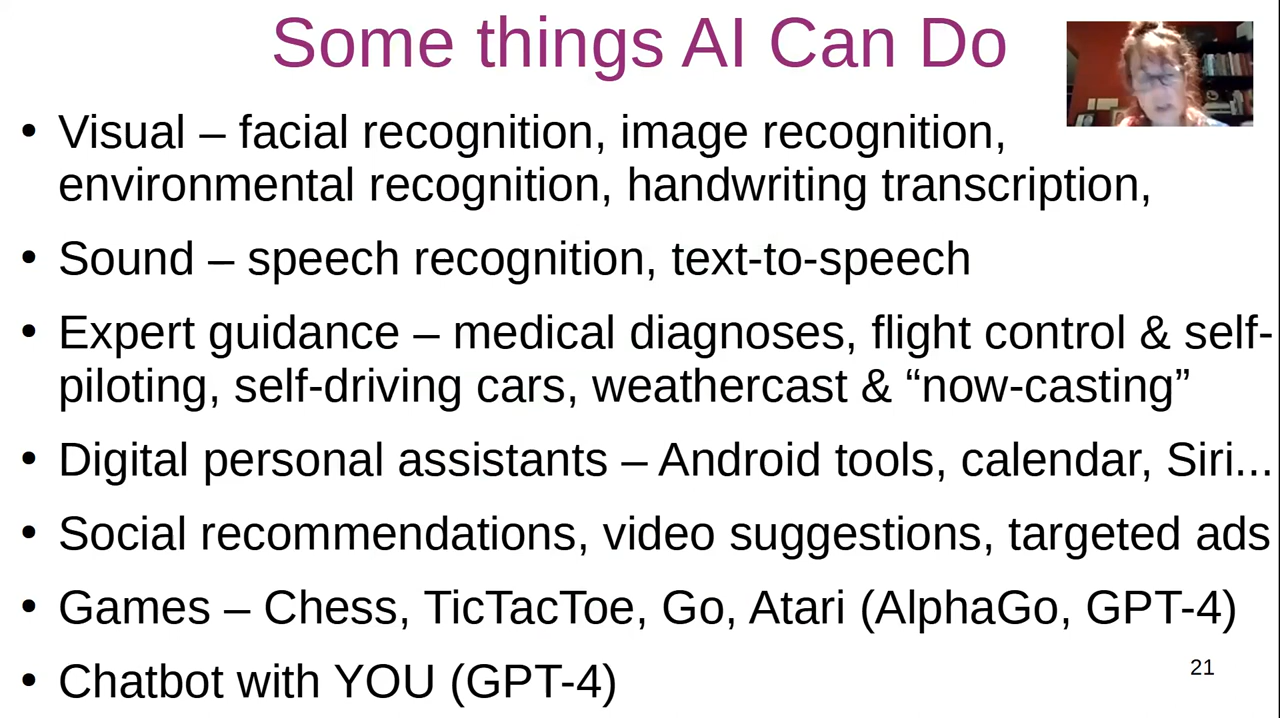 Some things AI Can Do
• Visual – facial recognition, image recognition,
environmental recognition, handwriting transcription,
• Sound – speech recognition, text-to-speech
• Expert guidance – medical diagnoses, flight control & self-
piloting, self-driving cars, weathercast & “now-casting”
• Digital personal assistants – Android tools, calendar, Siri...
• Social recommendations, video suggestions, targeted ads
• Games – Chess, TicTacToe, Go, Atari (AlphaGo, GPT-4)
• Chatbot with YOU (GPT-4)
21